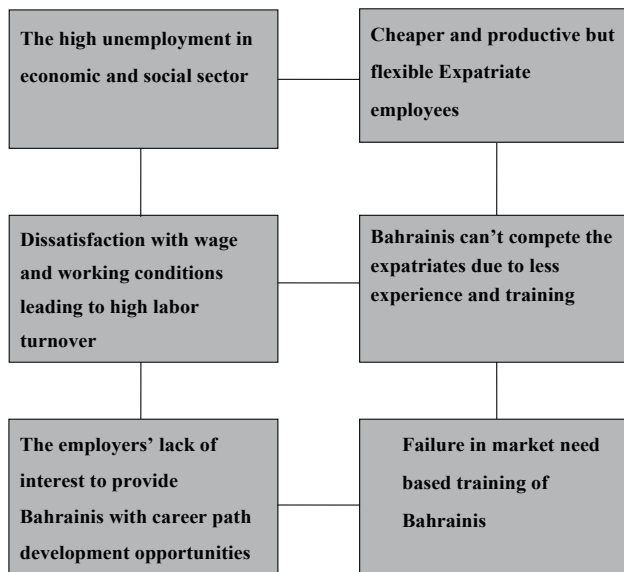 The high unemployment in
economic and social sector
Cheaper and productive but
flexible Expatriate
employees
Dissatisfaction with wage
and working conditions
leading to high labor
turnover
Bahrainis can’t compete the
expatriates due to less
experience and training
The employers’ lack of
interest to provide
Bahrainis with career path
development opportunities
Failure in market need
based training of
Bahrainis